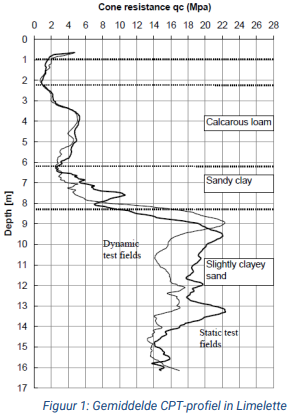 Cone resistance qc (Mpa)
0 2 4 6 8 10 12 14 16 18 20 22 24 26 28
0
1
2
3
4
5
6
7
8
9
10
11
12
13
14
15
16
17
Depth [m]
Calcarous loam
Sandy clay
Dynamic
test fields
Slightly clayey
sand
Static test
fields
Figuur 1: Gemiddelde CPT-profiel in Limelette